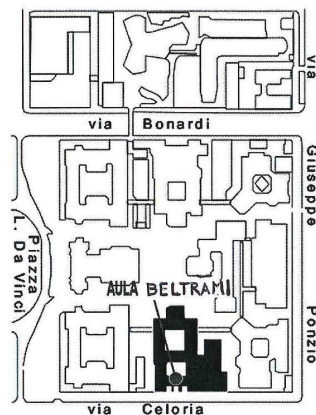 via Bonardi
via
Giuseppe
Ponzio
Piazza
L. Da Vinci
AULA BELTRAMI
via Celoria